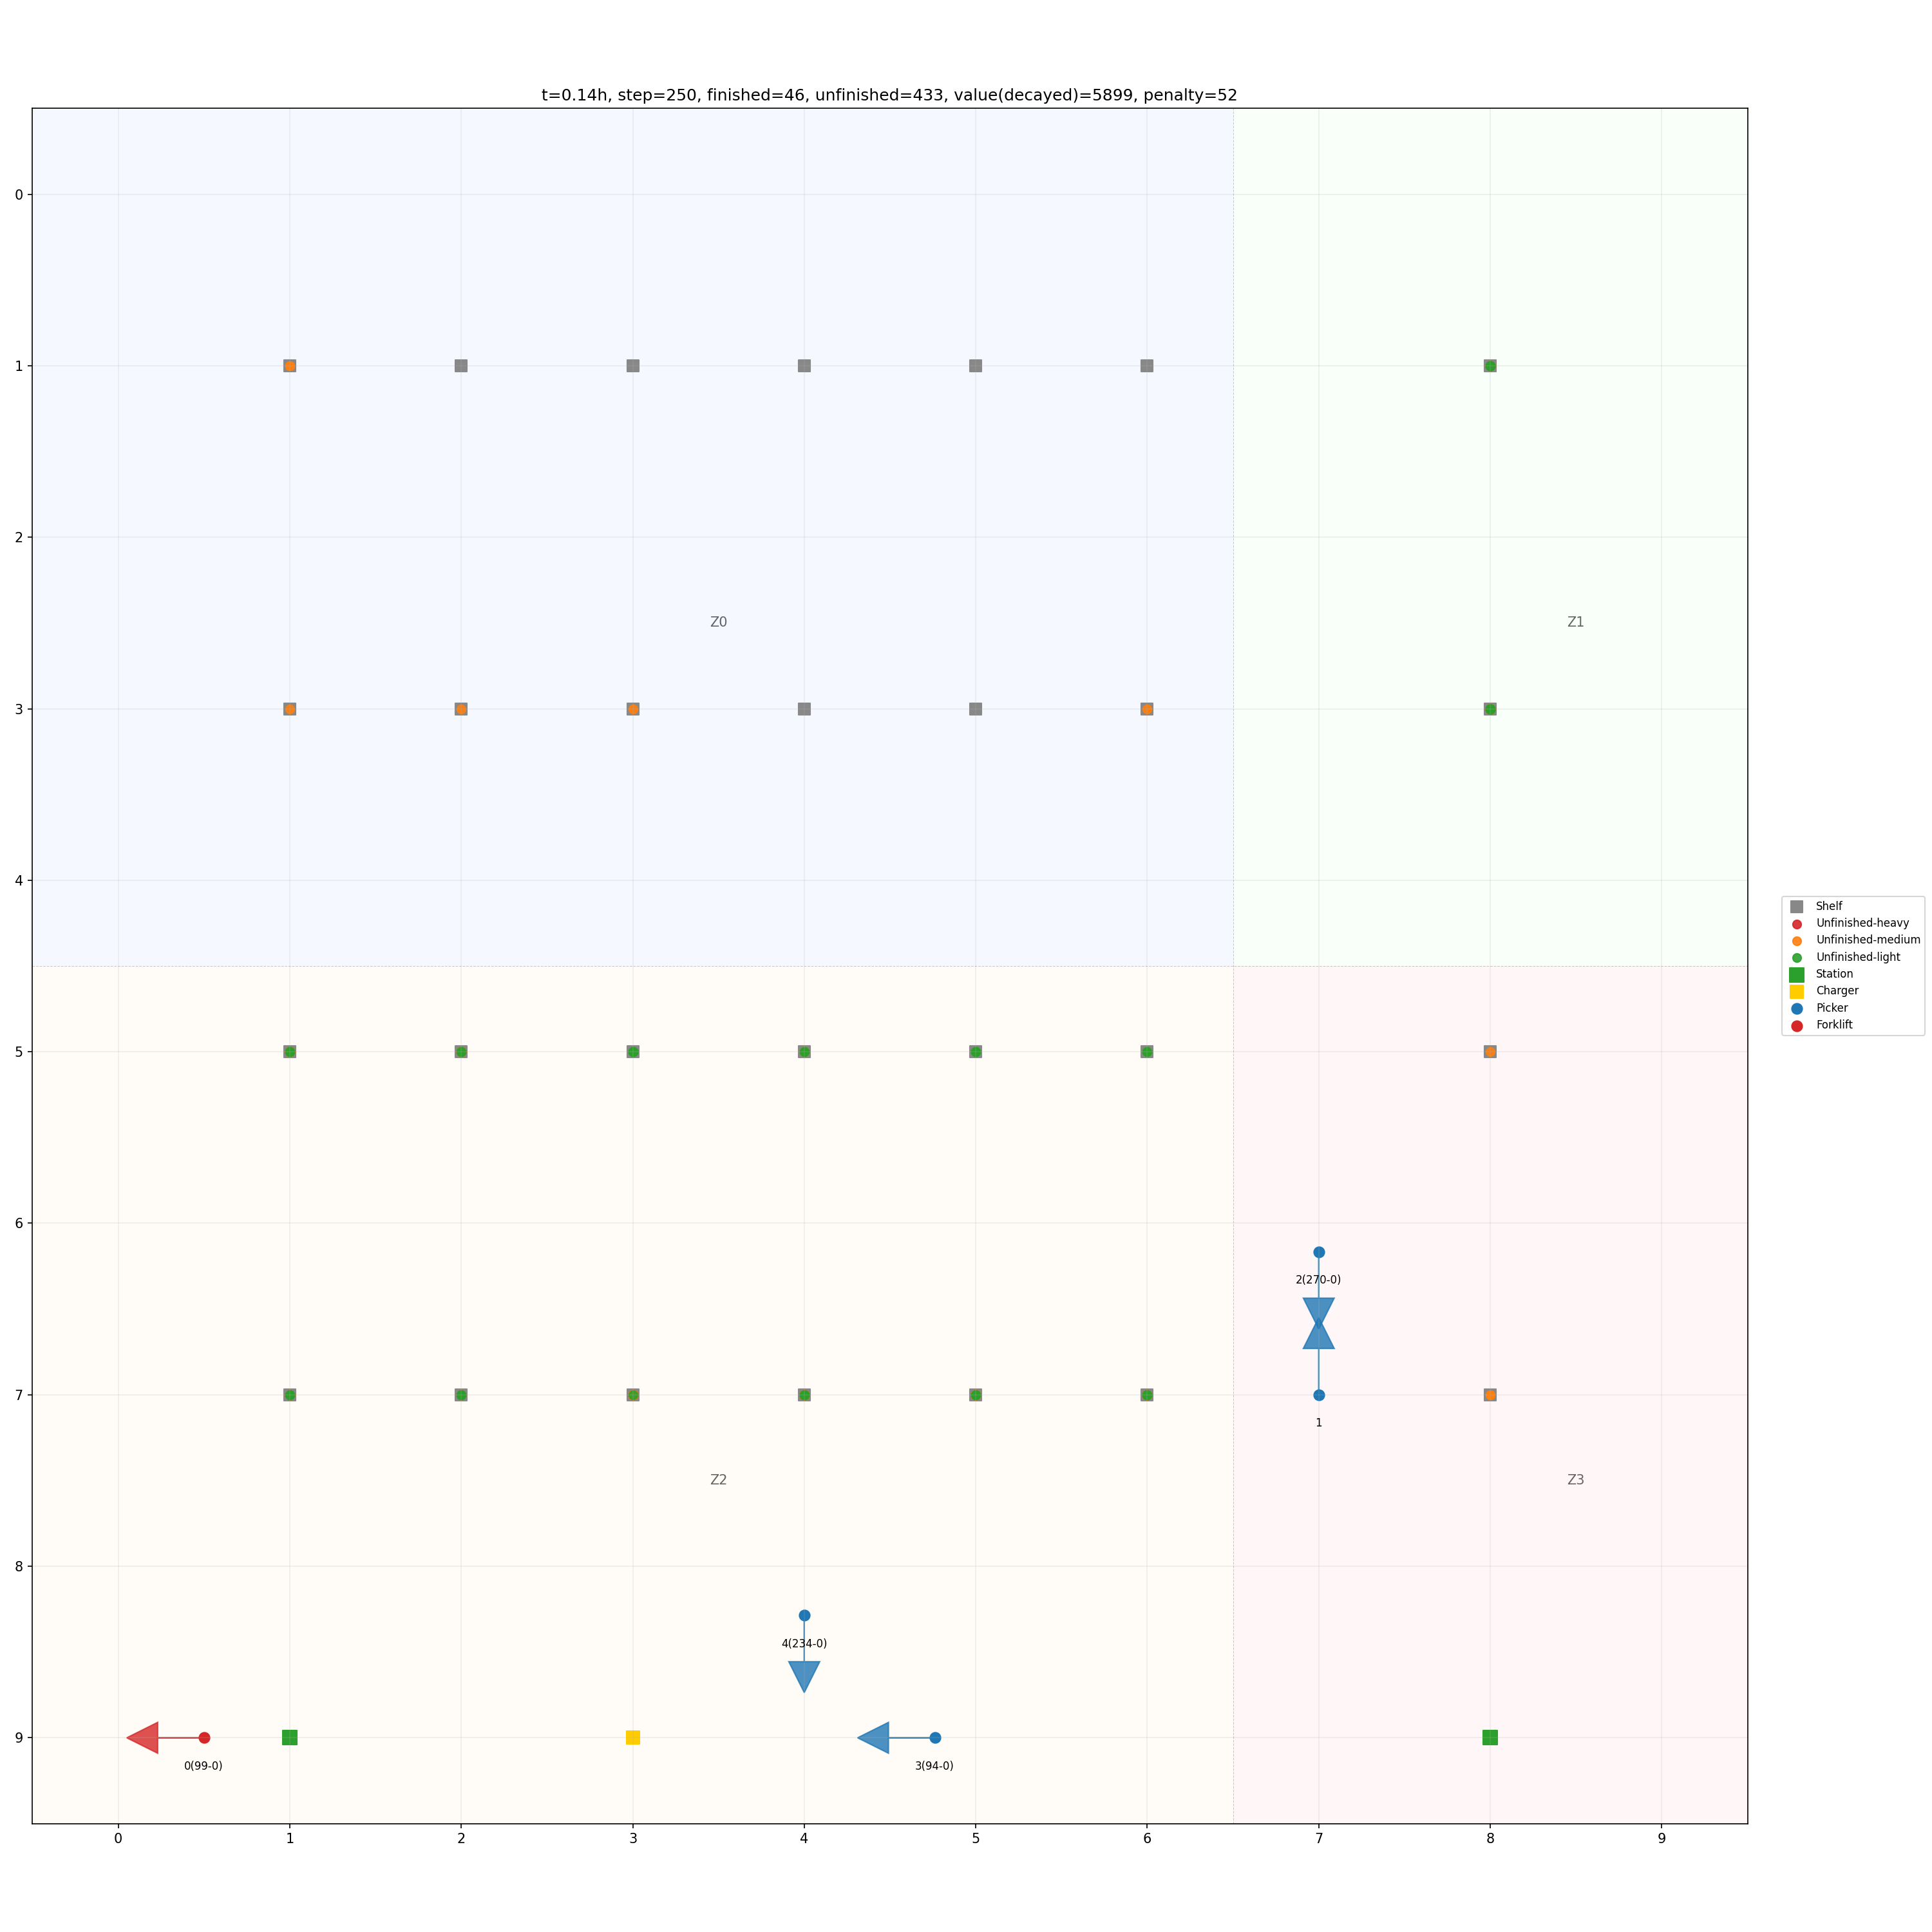 t=0.14h, step=250, finished=46, unfinished=433, value(decayed)=5899, penalty=52
0
1
2
Z0
Z1
3
4
Shelf
Unfinished-heavy
Unfinished-medium
Unfinished-light
Station
Charger
Picker
Forklift
5
6
2(270-0)
7
1
Z2
Z3
8
4(234-0)
9
0(99-0)
3(94-0)
0 1 2 3 4 5 6 7 8 9